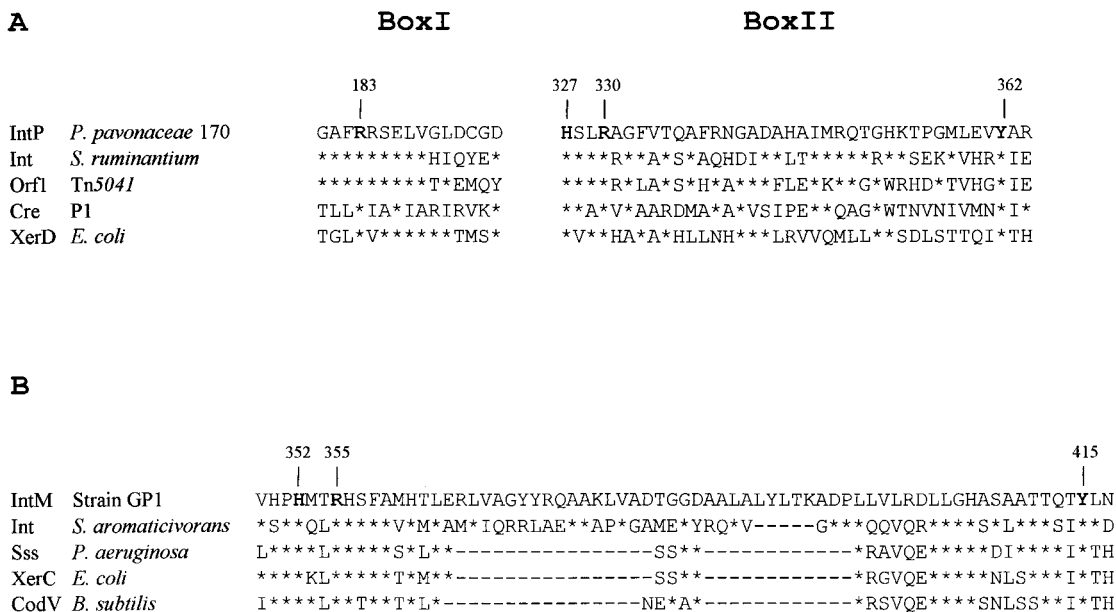 A BoxI BoxII
183 327 330 362
IntP P. pavonaceae 170 GAFRRSELVGLDCGD HSLRAGFVTQAFRNGADAHAIMRQTGHKTPGMLEVYAR
Int S. ruminantium *********HIQYE* ****R**A*S*AQHDI**LT*****R**SEK*VHR*IE
Orf1 Tn5041 *********T*EMQY ****R*LA*S*H*A***FLE*K**G*WRHD*TVHG*IE
Cre P1 TLL*IA*IARIRVK* **A*V*AARDMA*A*VSIPE**QAG*WTNVNIVMN*I*
XerD E. coli TGL*V******TMS* *V**HA*A*HLLNH***LRVVQMLL**SDLSTTQI*TH
B
352 355 415
IntM Strain GP1 VHPHMTRHSFAMHTLERLVAGYYRQAAKLVADTGGDAALALYLTKADPLLVLRDLLGHASAATTQTYLN
Int S. aromaticivorans *S**QL*****V*M*AM*IQRRLAE**AP*GAME*YRQ*V-----G***QQVQR****S*L***SI**D
Sss P. aeruginosa L****L*****S*L**---------------SS**------------*RAVQE*****DI****I*TH
XerC E. coli ****KL*****T*M**---------------SS**------------*RGVQE*****NLS***I*TH
CodV B. subtilis I****L**T**T*L*---------------NE*A*------------*RSVQE*****SNLSS**I*TH